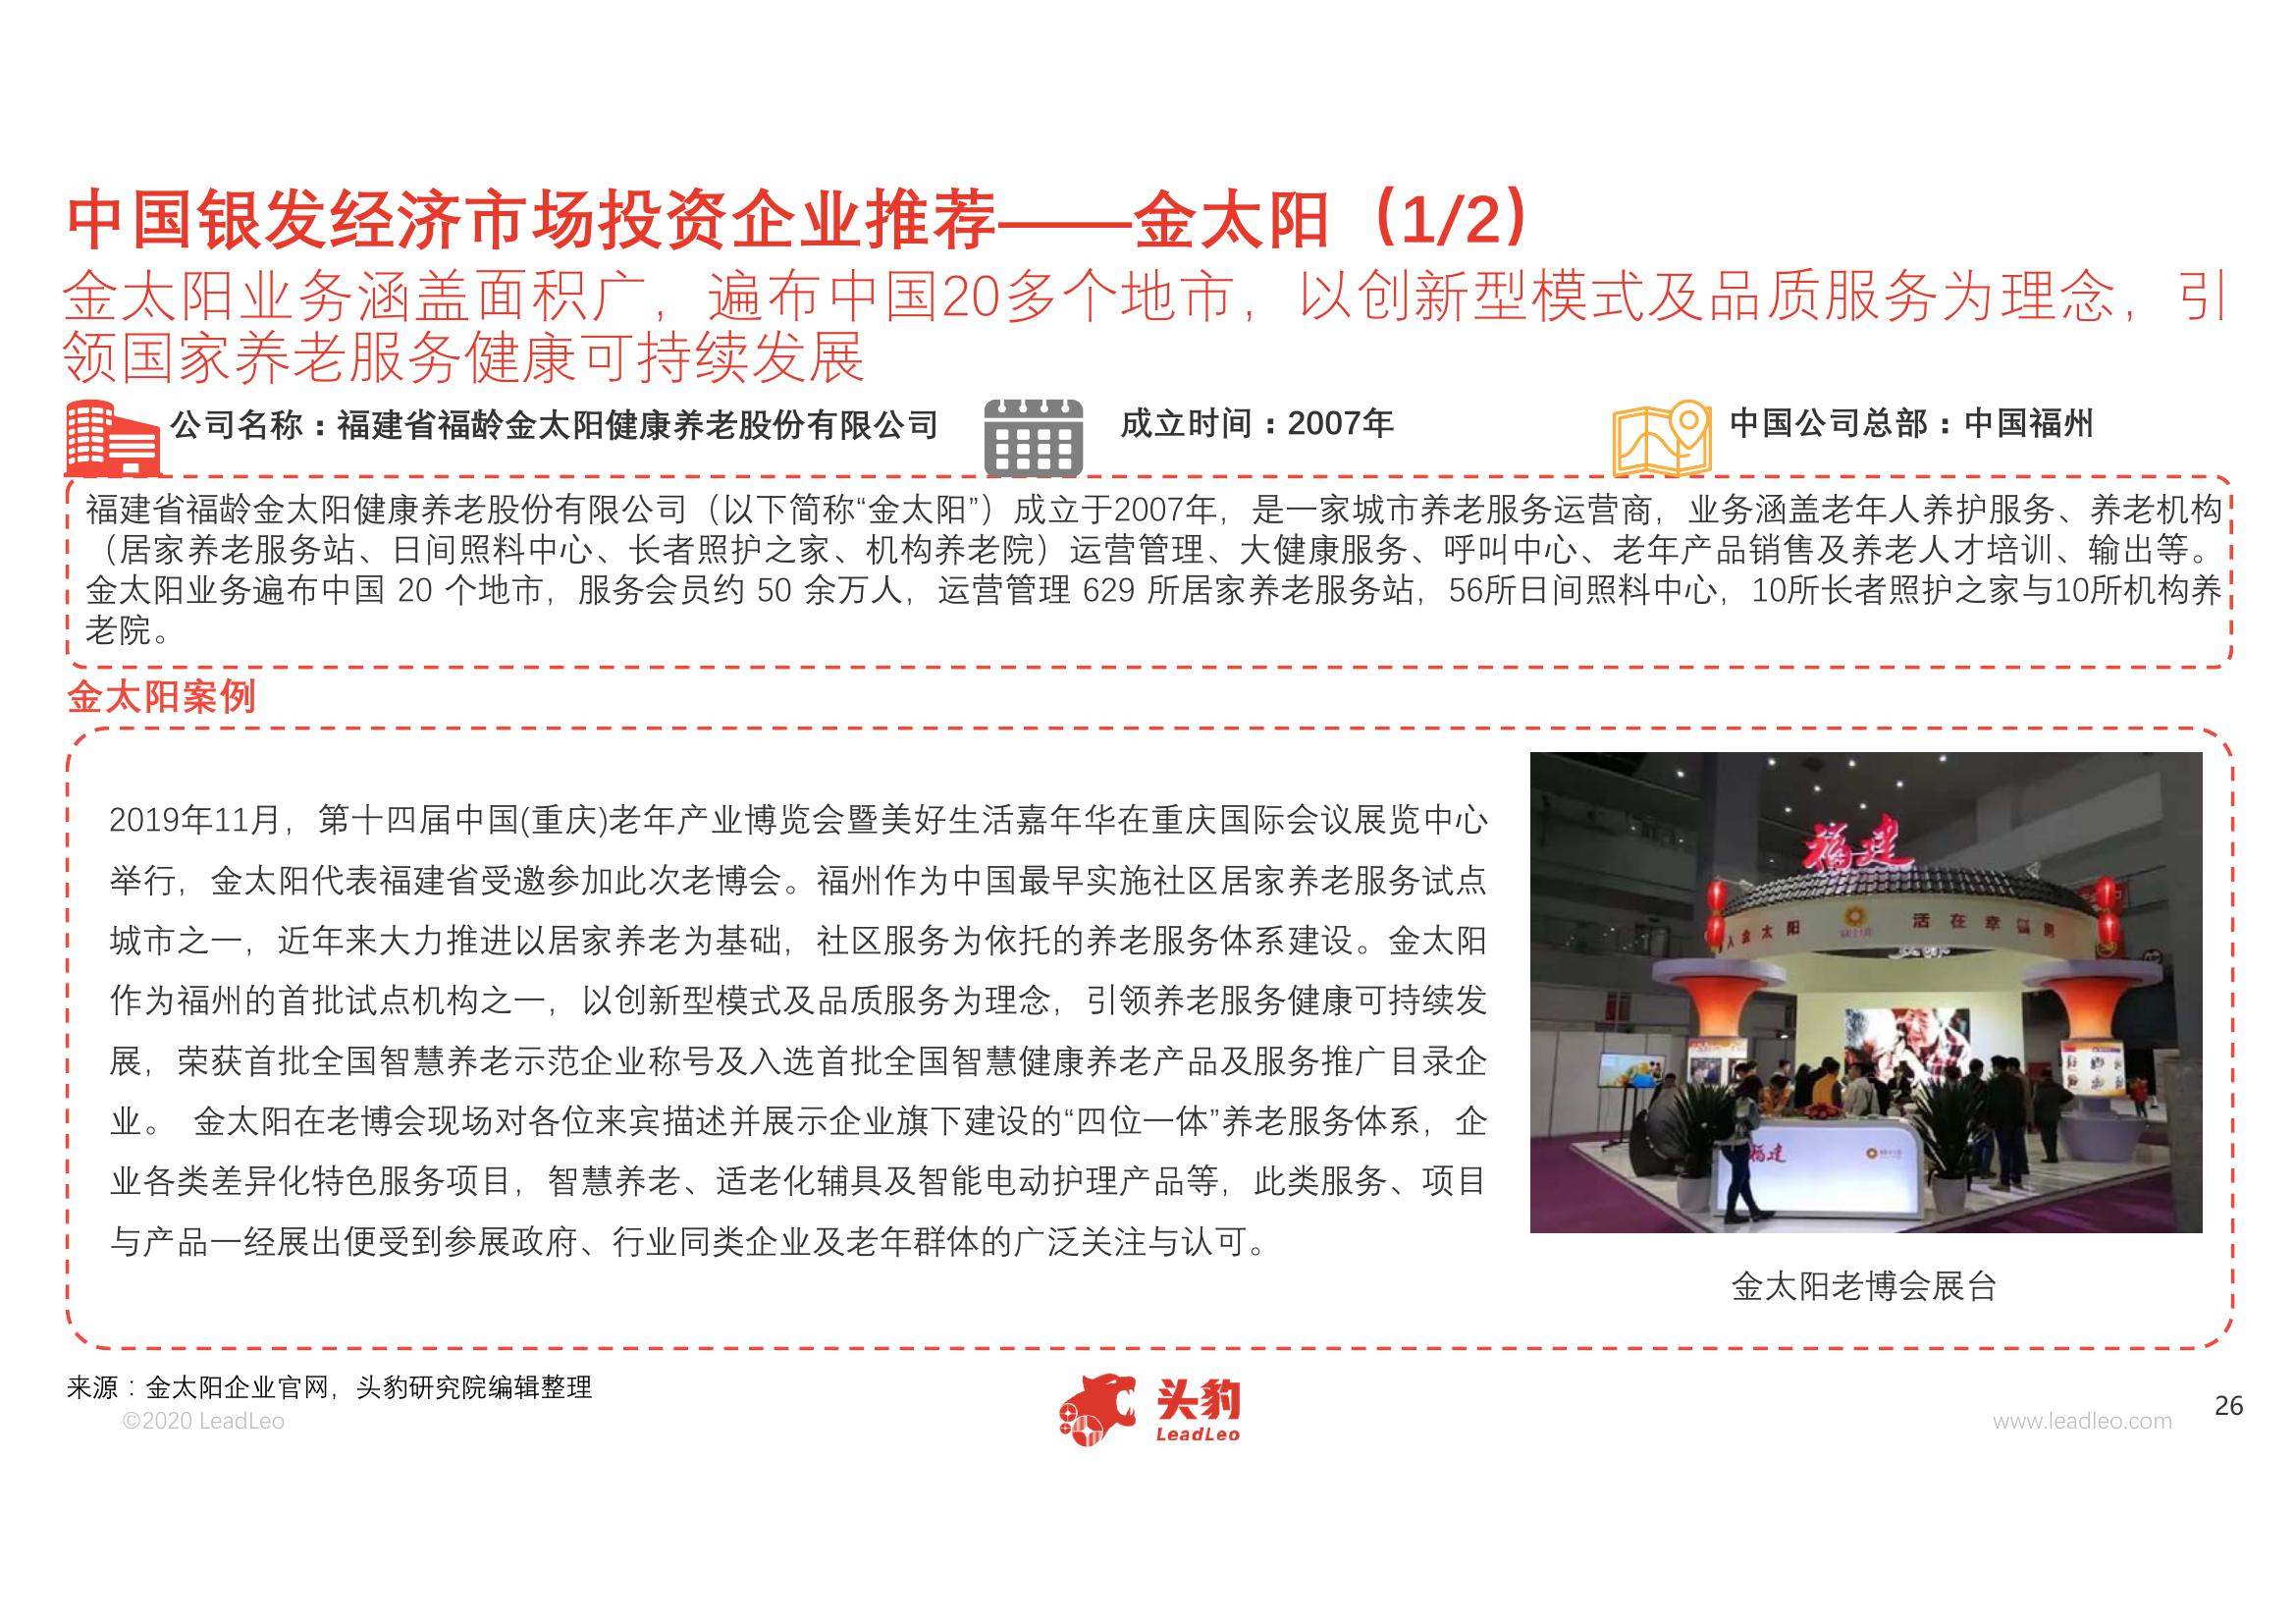 中国银发经济市场投资企业推荐——金太阳（1/2）
金太阳业务涵盖面积广，遍布中国20多个地市，以创新型模式及品质服务为理念，引
领国家养老服务健康可持续发展
公司名称：福建省福龄金太阳健康养老股份有限公司
成立时间：2007年
中国公司总部：中国福州
福建省福龄金太阳健康养老股份有限公司（以下简称“金太阳”）成立于2007年，是一家城市养老服务运营商，业务涵盖老年人养护服务、养老机构
（居家养老服务站、日间照料中心、长者照护之家、机构养老院）运营管理、大健康服务、呼叫中心、老年产品销售及养老人才培训、输出等。
金太阳业务遍布中国 20 个地市，服务会员约 50 余万人，运营管理 629 所居家养老服务站，56所日间照料中心，10所长者照护之家与10所机构养
老院。
金太阳案例
2019年11月，第十四届中国(重庆)老年产业博览会暨美好生活嘉年华在重庆国际会议展览中心
举行，金太阳代表福建省受邀参加此次老博会。福州作为中国最早实施社区居家养老服务试点
城市之一，近年来大力推进以居家养老为基础，社区服务为依托的养老服务体系建设。金太阳
作为福州的首批试点机构之一，以创新型模式及品质服务为理念，引领养老服务健康可持续发
展，荣获首批全国智慧养老示范企业称号及入选首批全国智慧健康养老产品及服务推广目录企
业。 金太阳在老博会现场对各位来宾描述并展示企业旗下建设的“四位一体”养老服务体系，企
业各类差异化特色服务项目，智慧养老、适老化辅具及智能电动护理产品等，此类服务、项目
与产品一经展出便受到参展政府、行业同类企业及老年群体的广泛关注与认可。
福建
入金太阳 活在幸福里
福建
金太阳老博会展台
来源：金太阳企业官网，头豹研究院编辑整理
©2020 LeadLeo
头豹
LeadLeo
www.leadleo.com
26